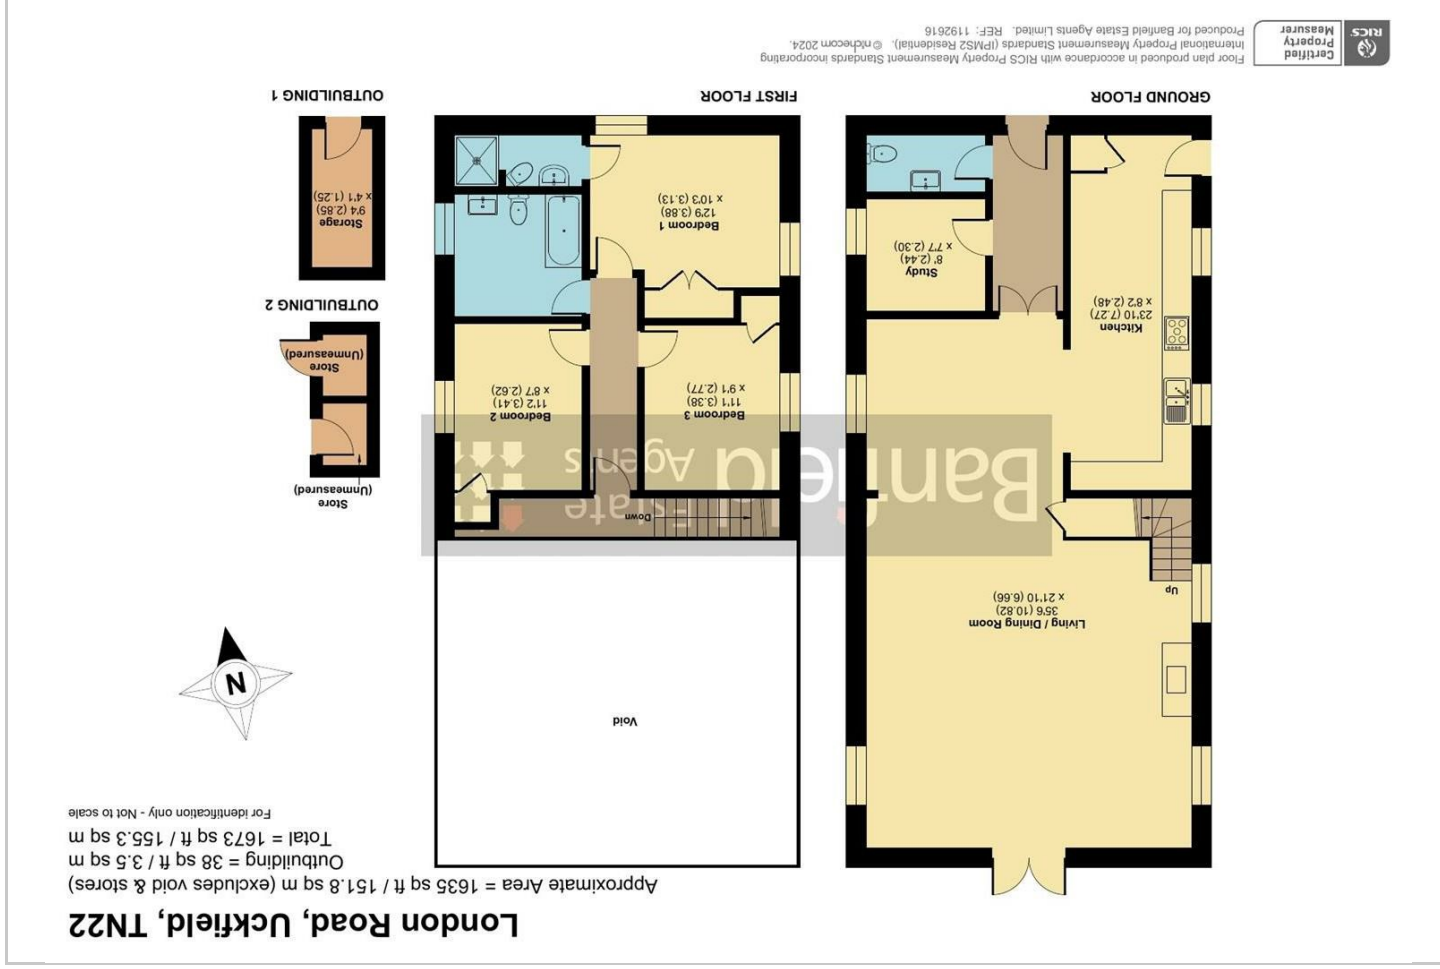 London Road, Uckfield, TN22
Approximate Area = 1635 sq ft / 151.8 sq m (excludes void & stores)
Outbuilding = 38 sq ft / 3.5 sq m
Total = 1673 sq ft / 155.3 sq m
For identification only - Not to scale
N
Void
Up
Living / Dining Room
35'6 (10.82)
x 21'10 (6.66)
Down
Banfield
Estate
Agents
Kitchen
23'10 (7.27)
x 8'2 (2.48)
Study
8' (2.44)
x 7'7 (2.30)
GROUND FLOOR
Bedroom 3
11'1 (3.38)
x 9'1 (2.77)
Bedroom 2
11'2 (3.41)
x 8'7 (2.62)
Bedroom 1
12'9 (3.88)
x 10'3 (3.13)
FIRST FLOOR
Store
(Unmeasured)
Store
(Unmeasured)
OUTBUILDING 2
Storage
9'4 (2.85)
x 4'1 (1.25)
OUTBUILDING 1
RICS
Certified
Property
Measurer
Floor plan produced in accordance with RICS Property Measurement Standards incorporating
International Property Measurement Standards (IPMS2 Residential). © nichecom 2024.
Produced for Banfield Estate Agents Limited. REF: 1192616